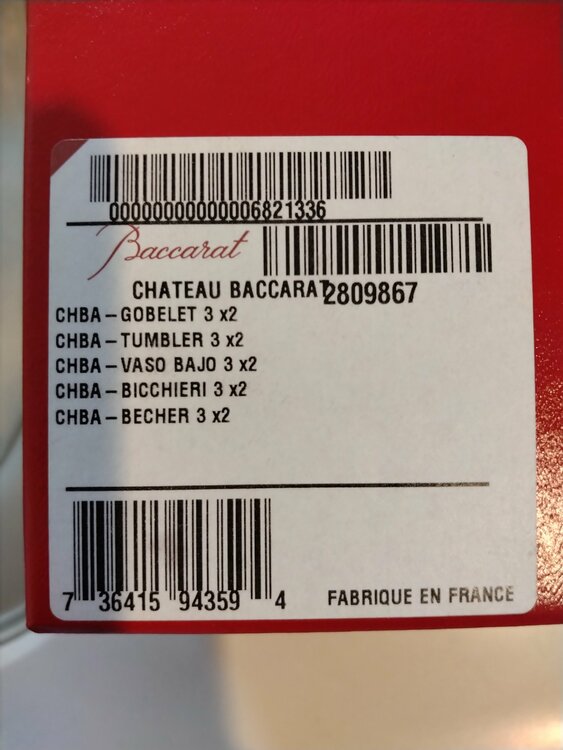 00000000000006821336
Baccarat
CHATEAU BACCARAT
2809867
CHBA-GOBELET 3 x2
CHBA-TUMBLER 3 x2
CHBA-VASO BAJO 3 x2
CHBA-BICCHIERI 3 x2
CHBA-BECHER 3 x2
7 36415 94359 4
FABRIQUE EN FRANCE